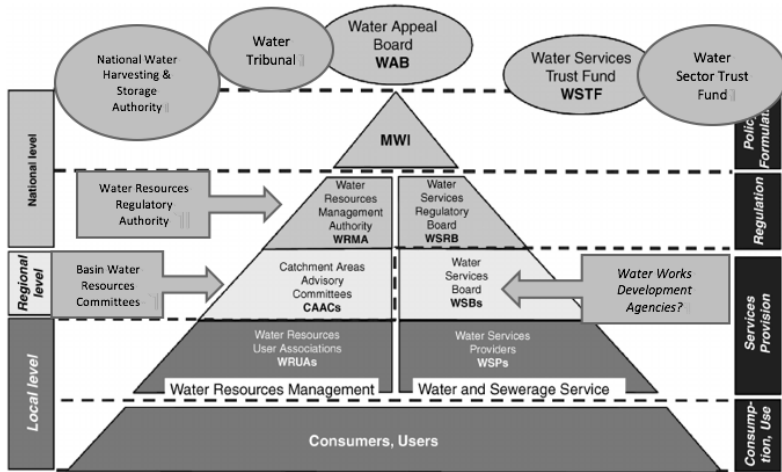 National Water
Harvesting &
Storage
Authority
Water
Tribunal
Water Appeal
Board
WAB
Water Services
Trust Fund
WSTF
Water
Sector Trust
Fund
National level
MWI
Policy
Formulation
Water Resources
Regulatory
Authority
Water
Resources
Management
Authority
WRMA
Water
Services
Regulatory
Board
WSRB
Regulation
Regional
level
Basin Water
Resources
Committees
Catchment Areas
Advisory
Committees
CAACs
Water
Services
Board
WSBs
Water Works
Development
Agencies?
Services
Provision
Local level
Water Resources
User Associations
WRUAs
Water Services
Providers
WSPs
Water Resources Management
Water and Sewerage Service
Consumers, Users
Consump-
tion, Use